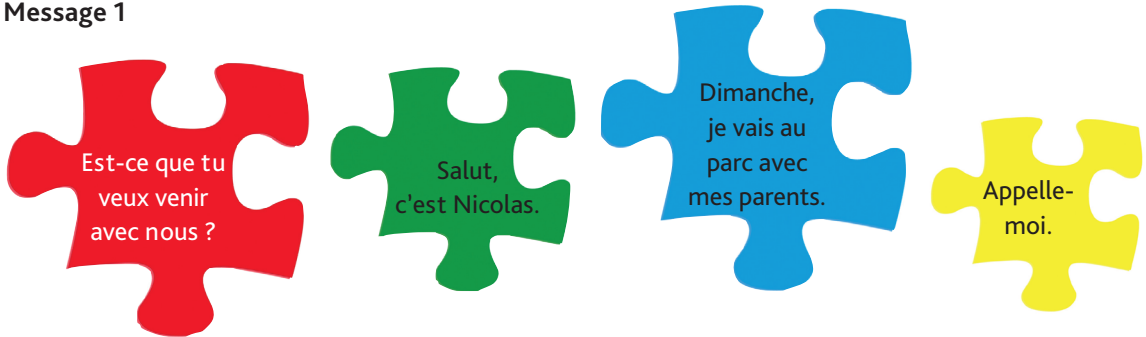 Message 1
Est-ce que tu
veux venir
avec nous ?
Salut,
c'est Nicolas.
Dimanche,
je vais au
parc avec
mes parents.
Appelle-
moi.